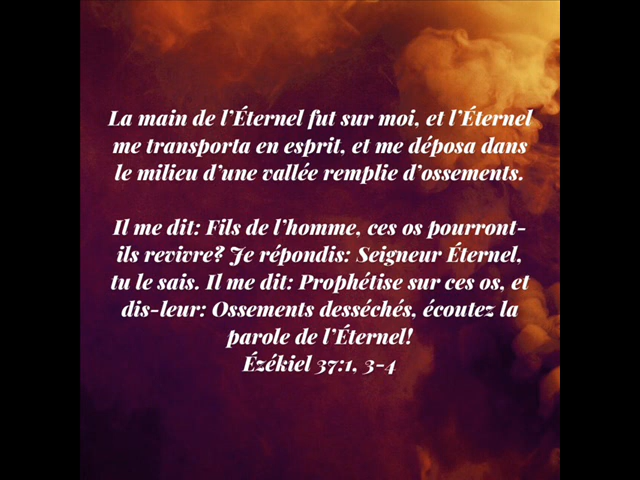 La main de l’Éternel fut sur moi, et l’Éternel
me transporta en esprit, et me déposa dans
le milieu d’une vallée remplie d’ossements.
Il me dit: Fils de l’homme, ces os pourront-
ils revivre? Je répondis: Seigneur Éternel,
tu le sais. Il me dit: Prophétise sur ces os, et
dis-leur: Ossements desséchés, écoutez la
parole de l’Éternel!
Ézékiel 37:1, 3-4